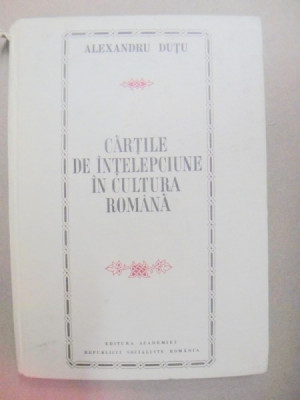 ALEXANDRU DUȚU
CĂRȚILE
DE ÎNȚELEPCIUNE
ÎN CULTURA
ROMÂNĂ
EDITURA ACADEMIEI
REPUBLICII SOCIALISTE ROMÂNIA